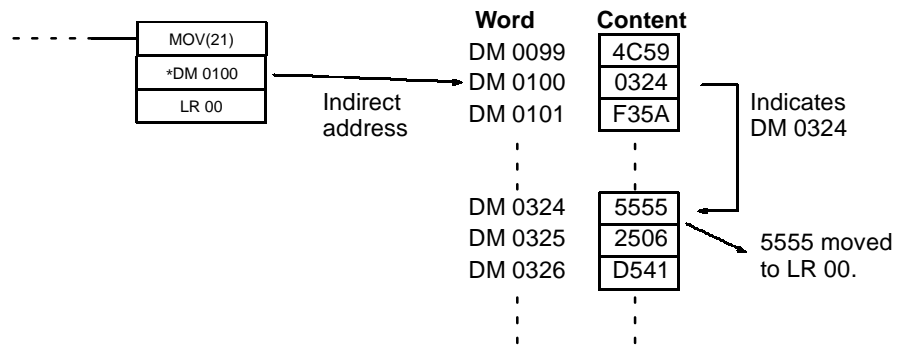 Word Content
MOV(21)
*DM 0100
LR 00
Indirect
address
DM 0099 4C59
DM 0100 0324
DM 0101 F35A
Indicates
DM 0324
DM 0324 5555
DM 0325 2506
DM 0326 D541
5555 moved
to LR 00.